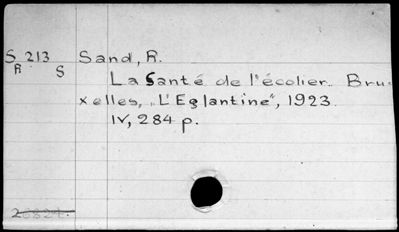 S 213 Sand, R.
R S
La Santé de l'écolier. Bru-
xelles, „L'Eglantine", 1923.
IV, 284 p.